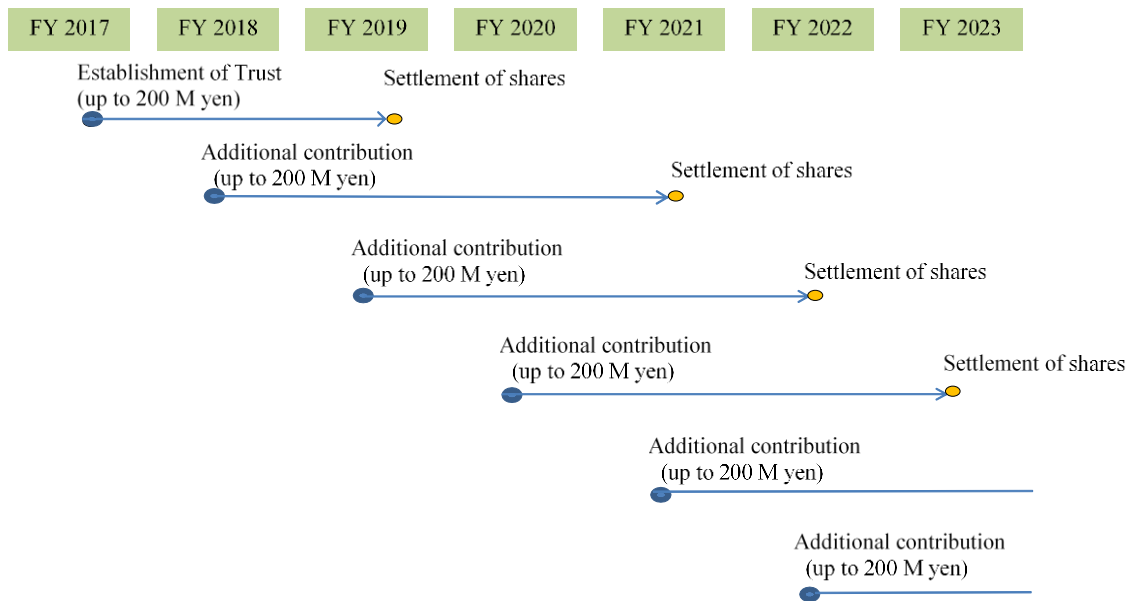 FY 2017
FY 2018
FY 2019
FY 2020
FY 2021
FY 2022
FY 2023
Establishment of Trust
(up to 200 M yen)
Settlement of shares
Additional contribution
(up to 200 M yen)
Settlement of shares
Additional contribution
(up to 200 M yen)
Settlement of shares
Additional contribution
(up to 200 M yen)
Settlement of shares
Additional contribution
(up to 200 M yen)
Additional contribution
(up to 200 M yen)